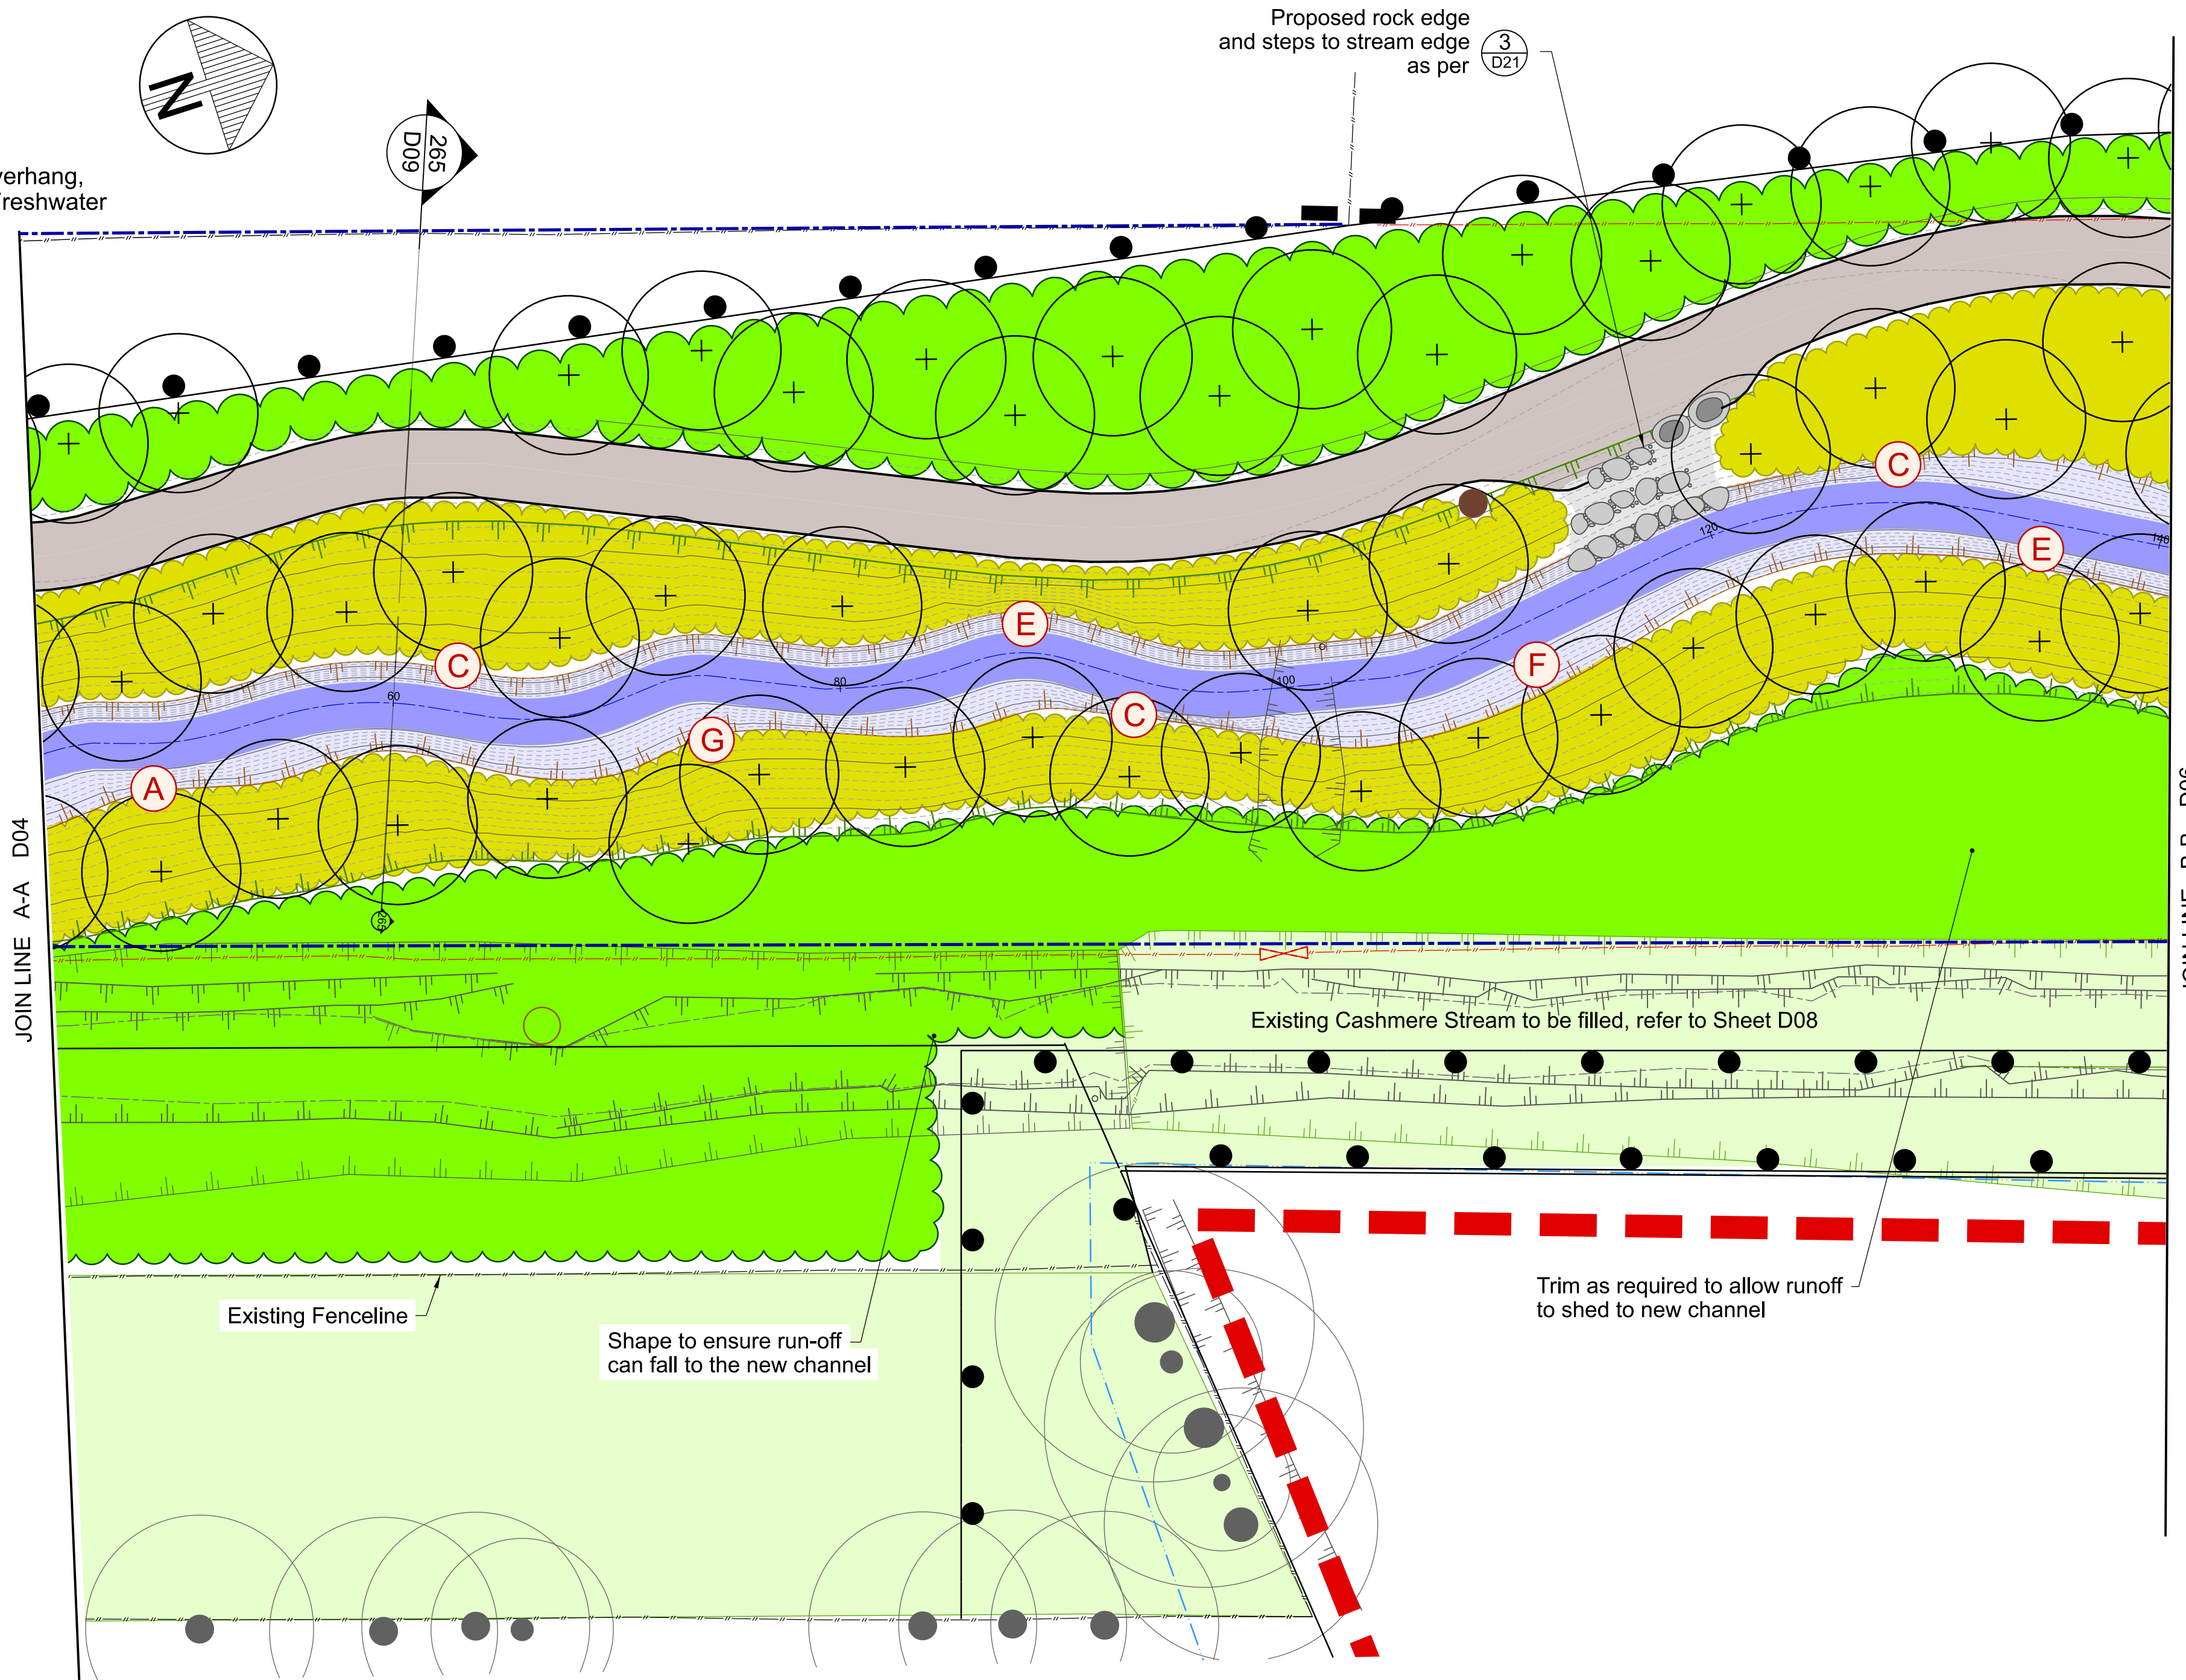 Proposed rock edge
and steps to stream edge
as per
3
D21
N
265
D09
reshwater
C
E
120
140
E
C
60
80
100
F
G
C
A
265
JOIN LINE A-A D04
Existing Cashmere Stream to be filled, refer to Sheet D08
Existing Fenceline
Shape to ensure run-off
can fall to the new channel
Trim as required to allow runoff
to shed to new channel